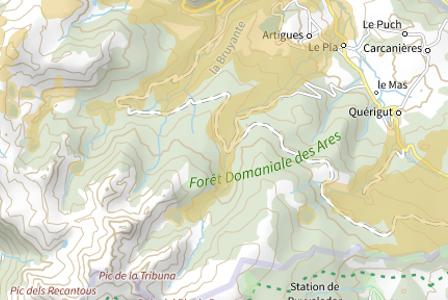 Le Puch
Artigues
Le Pla
Carcanières
la Bruyante
le Mas
Quérigut
Forêt Domaniale des Ares
Pic de la Tribuna
Pic dels Recantous
Station de